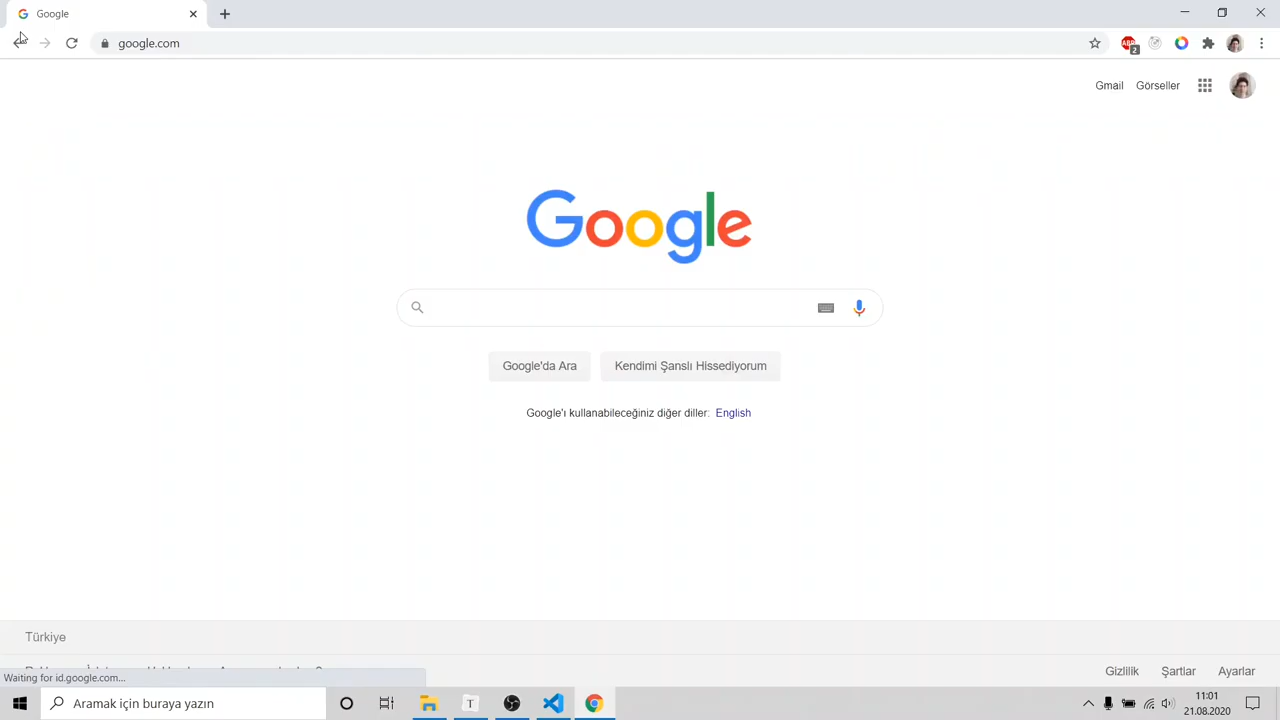 Google
google.com
2
Gmail Görseller
Google
Google'da Ara Kendimi Şanslı Hissediyorum
Google'ı kullanabileceğiniz diğer diller: English
Türkiye
Gizlilik Şartlar Ayarlar
Waiting for id.google.com...
Aramak için buraya yazın
T
11:01
21.08.2020